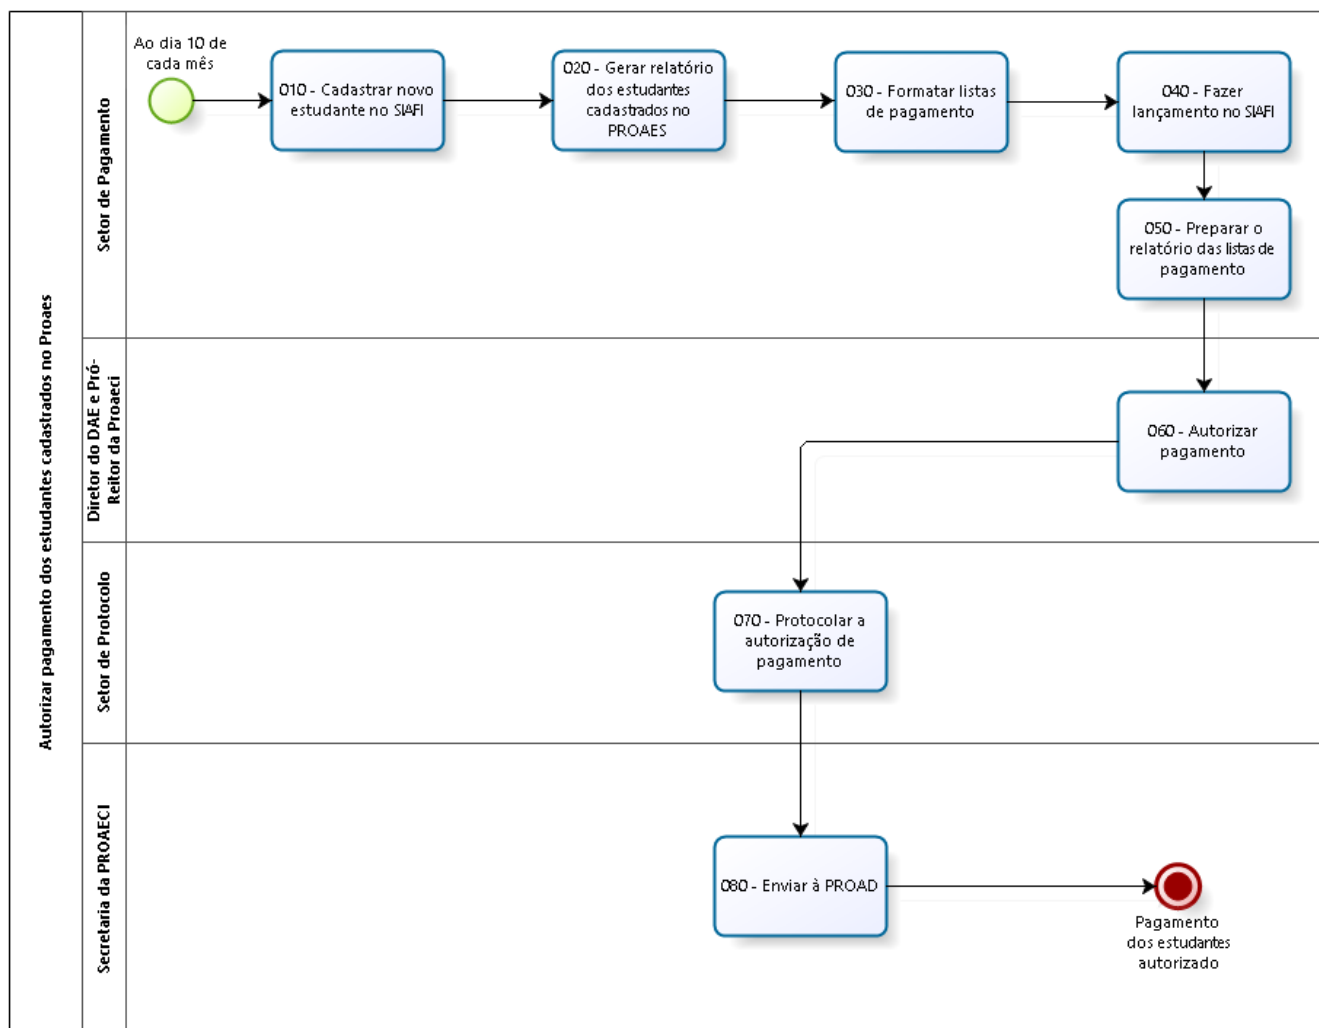 Autorizar pagamento dos estudantes cadastrados no Proaes
Setor de Pagamento
Ao dia 10 de
cada mês
010 - Cadastrar novo
estudante no SIAFI
020 - Gerar relatório
dos estudantes
cadastrados no
PROAES
030 - Formatar listas
de pagamento
040 - Fazer
lançamento no SIAFI
050 - Preparar o
relatório das listas de
pagamento
Diretor do DAE e Pró-
Reitor da Proaeci
060 - Autorizar
pagamento
Setor de Protocolo
070 - Protocolar a
autorização de
pagamento
Secretaria da PROAECI
080 - Enviar à PROAD
Pagamento
dos estudantes
autorizado